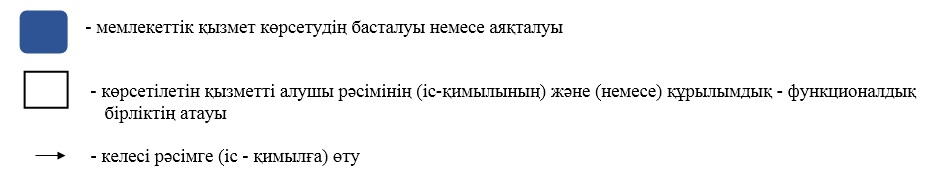 - мемлекеттік қызмет көрсетудің басталуы немесе аяқталуы
- көрсетілетін қызметті алушы рәсімінің (іс-қимылының) және (немесе) құрылымдық - функционалдық
бірліктің атауы
- келесі рәсімге (іс - қимылға) өту